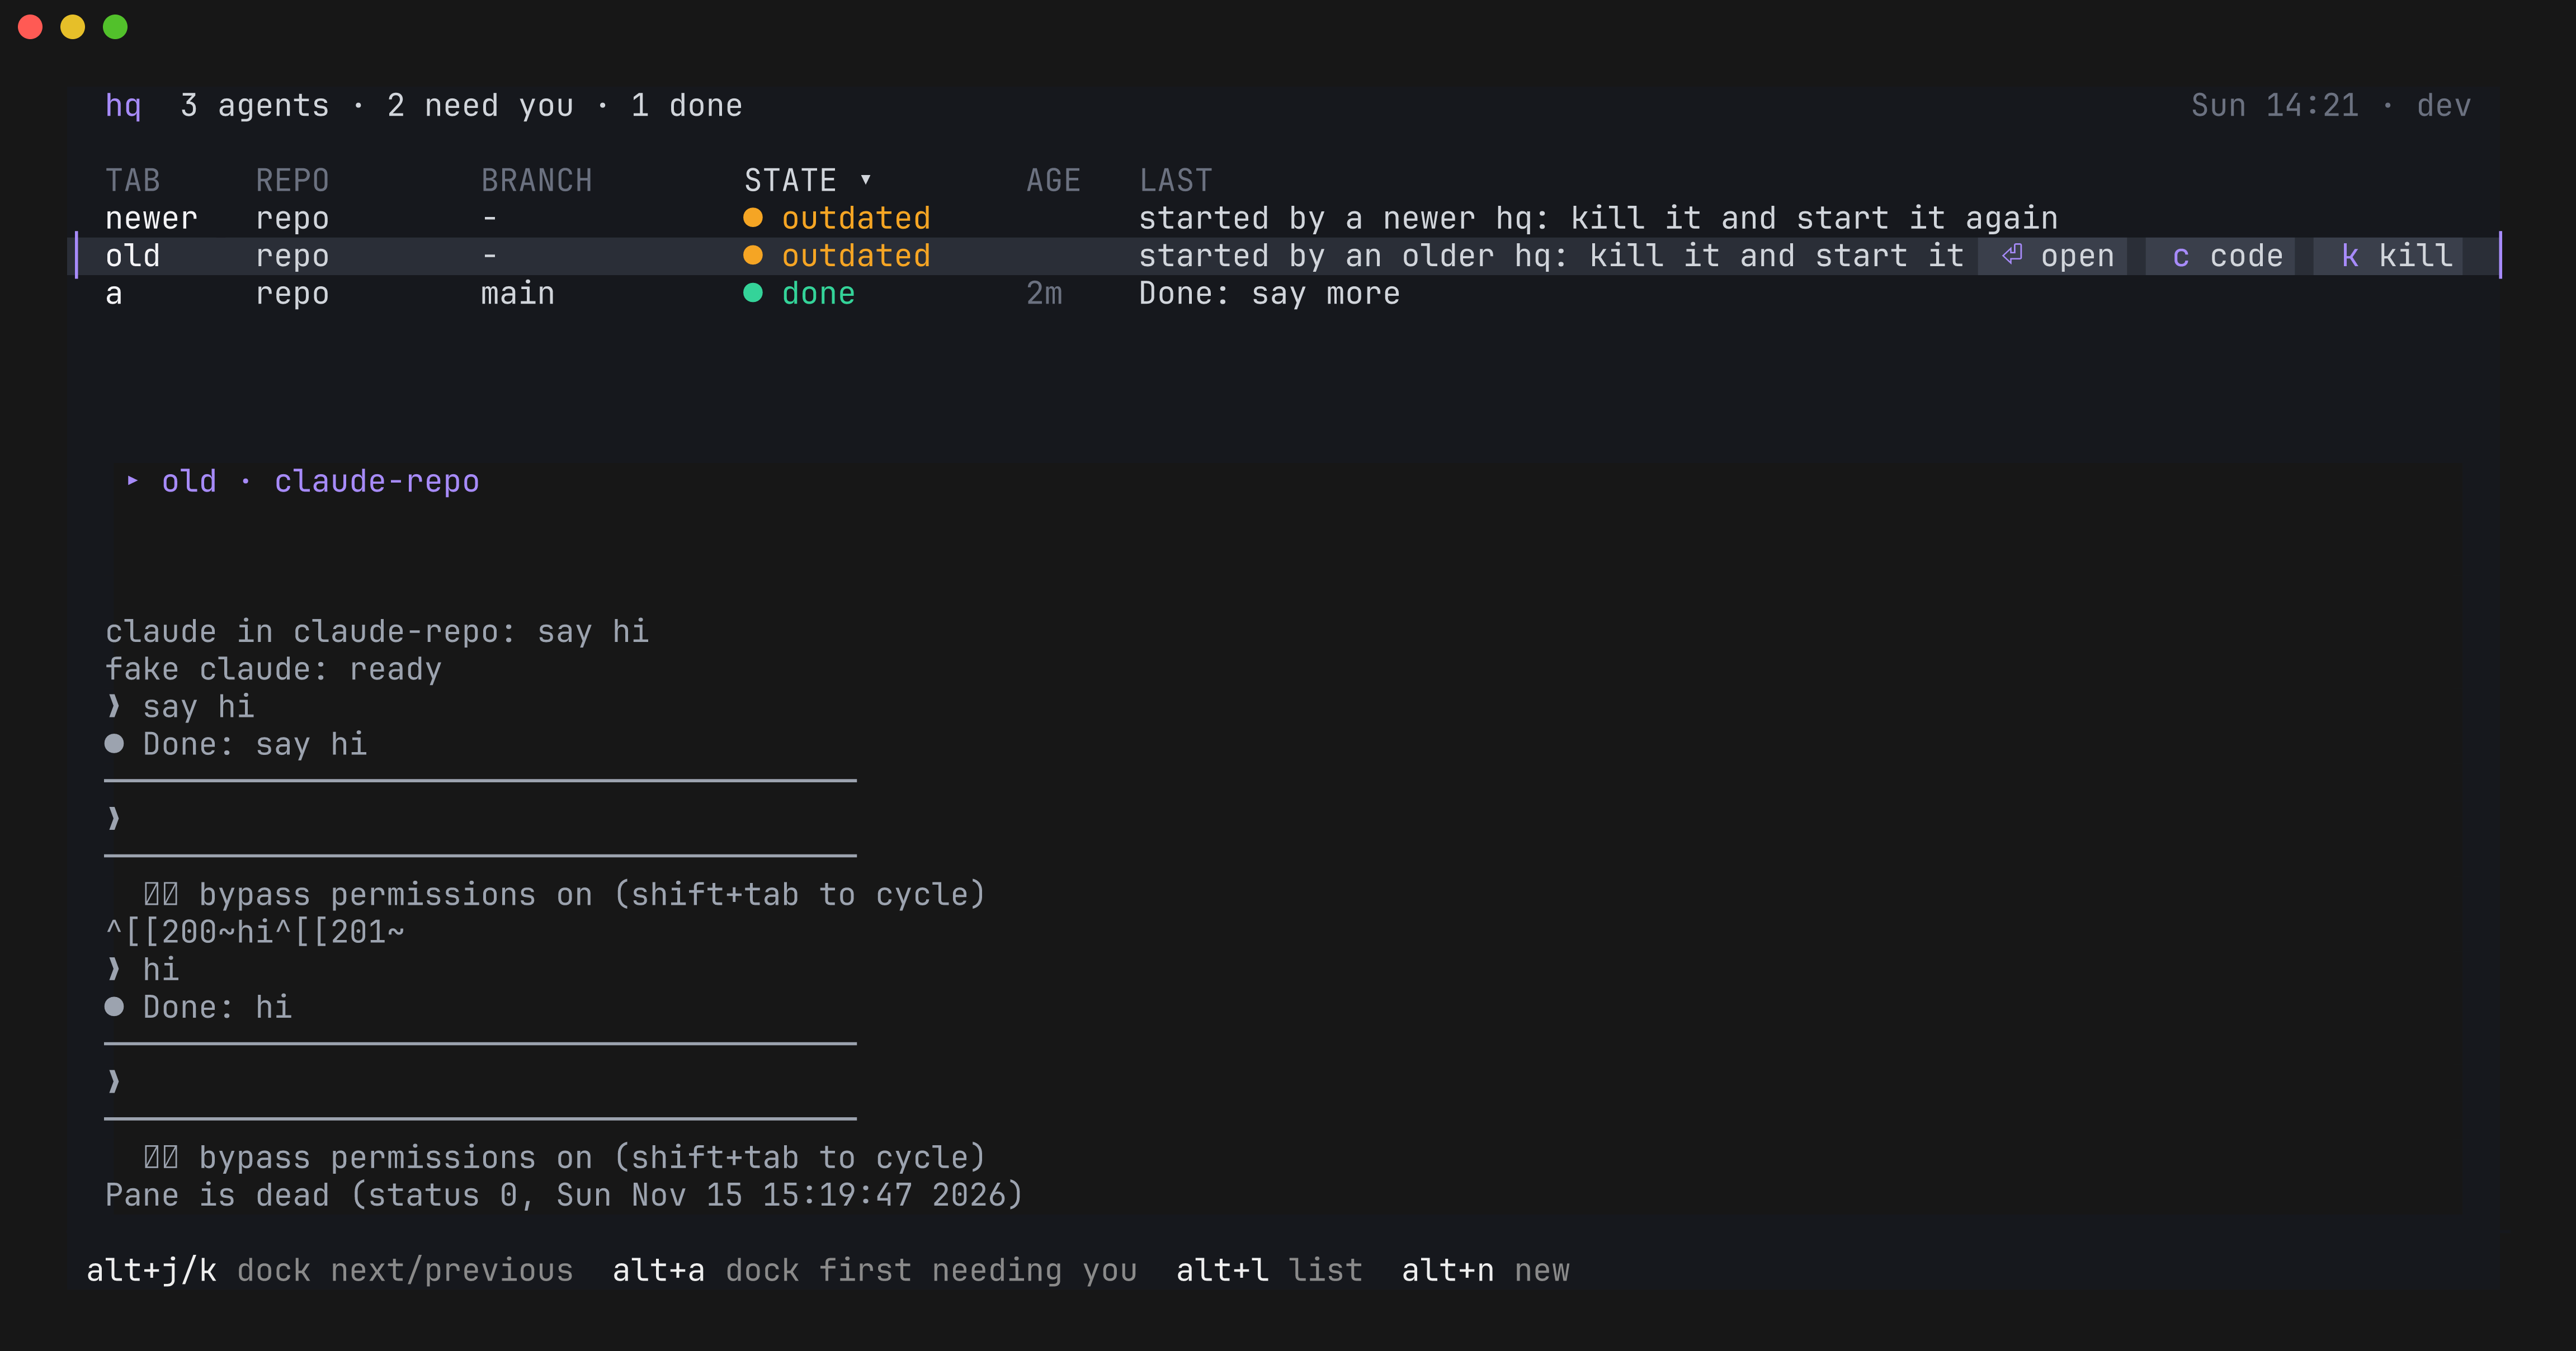 hq  3 agents · 2 need you · 1 done  Sun 14:21 · dev
TAB  REPO  BRANCH  STATE ▾  AGE  LAST
newer  repo  -  ● outdated  started by a newer hq: kill it and start it again
old  repo  -  ● outdated  started by an older hq: kill it and start it  ⏎ open  c code  k kill
a  repo  main  ● done  2m  Done: say more
▸ old · claude-repo
claude in claude-repo: say hi
fake claude: ready
❯ say hi
● Done: say hi
❯
bypass permissions on (shift+tab to cycle)
^[[200~hi^[[201~
❯ hi
● Done: hi
❯
bypass permissions on (shift+tab to cycle)
Pane is dead (status 0, Sun Nov 15 15:19:47 2026)
alt+j/k dock next/previous  alt+a dock first needing you  alt+l list  alt+n new